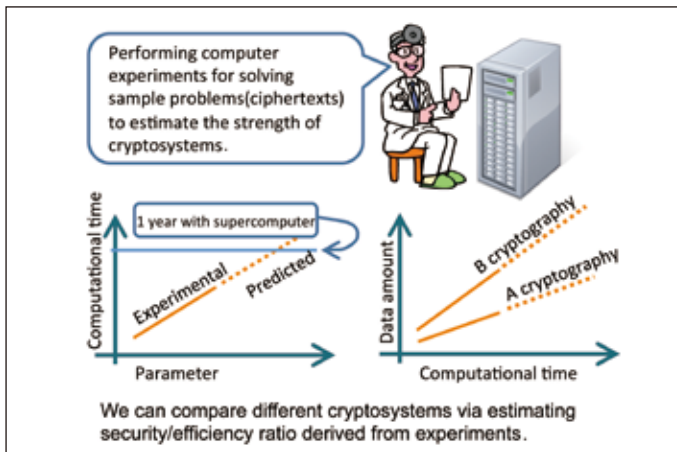 Performing computer
experiments for solving
sample problems(ciphertexts)
to estimate the strength of
cryptosystems.
Computational time
1 year with supercomputer
Experimental
Predicted
Parameter
Data amount
B cryptography
A cryptography
Computational time
We can compare different cryptosystems via estimating
security/efficiency ratio derived from experiments.